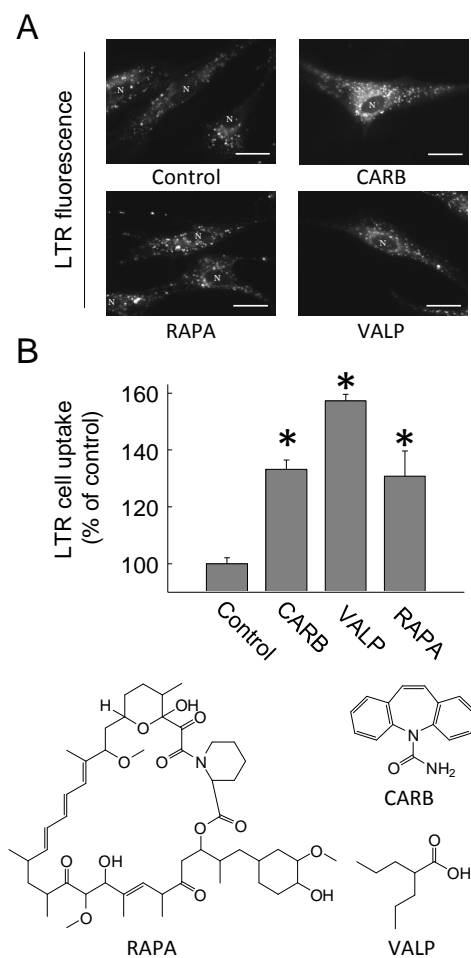 A
LTR fluorescence
N
N
N
Control
N
CARB
N
N
N
RAPA
N
VALP
B
LTR cell uptake
(% of control)
160
140
120
100
*
*
*
Control
CARB
VALP
RAPA
H
O
OH
O
O
O
N
O
O
O
OH
O
O
O
O
OH
RAPA
N
O
NH2
CARB
O
OH
VALP